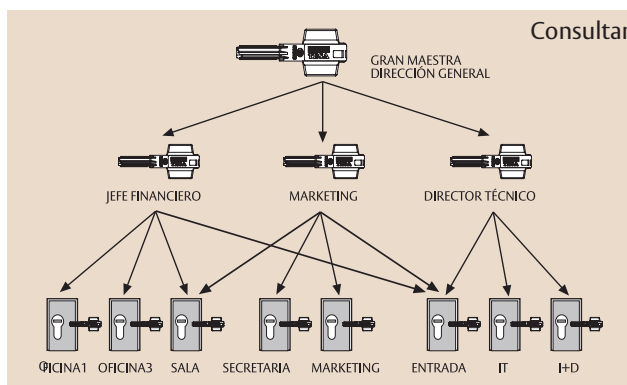 Consultar
GRAN MAESTRA
DIRECCIÓN GENERAL
JEFE FINANCIERO
MARKETING
DIRECTOR TÉCNICO
OFICINA1
OFICINA3
SALA
SECRETARIA
MARKETING
ENTRADA
IT
I+D